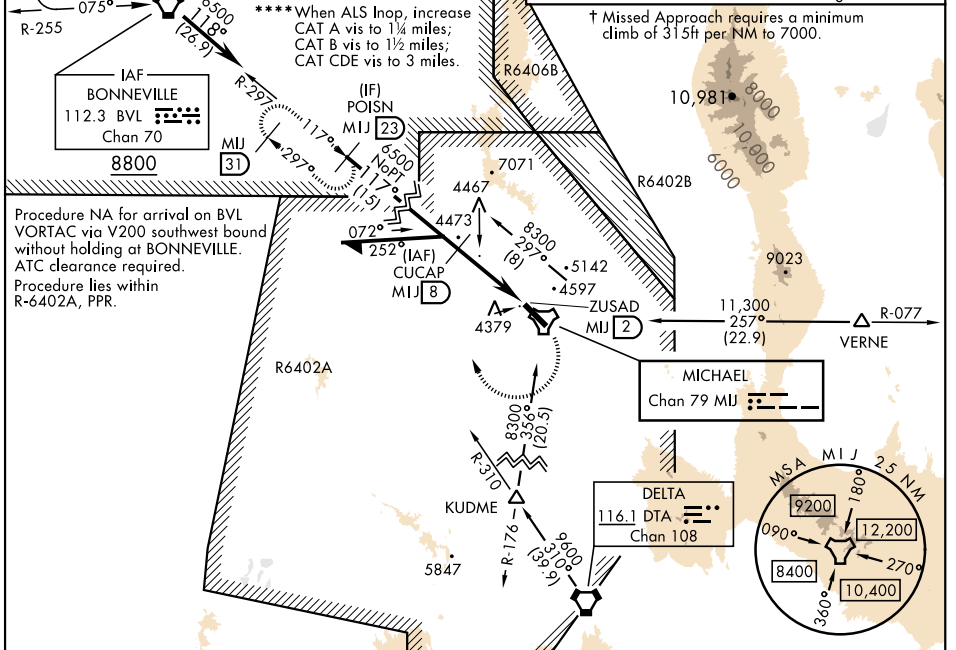 075°
R-255
6500
118°
(26.9)
****When ALS Inop, increase
CAT A vis to 1¼ miles;
CAT B vis to 1½ miles;
CAT CDE vis to 3 miles.
† Missed Approach requires a minimum
climb of 315ft per NM to 7000.
R6406B
IAF
BONNEVILLE
112.3 BVL
Chan 70
8800
R-297
(IF)
POISN
MIJ 23
MIJ
31
117°
297°
6500
NoPT
117°
(15)
10,981
8000
10,000
6000
7071
R6402B
4467
4473
8300
297°
(8)
5142
4597
9023
Procedure NA for arrival on BVL
VORTAC via V200 southwest bound
without holding at BONNEVILLE.
ATC clearance required.
Procedure lies within
R-6402A, PPR.
072°
252°
(IAF)
CUCAP
MIJ 8
ZUSAD
MIJ 2
4379
11,300
257°
(22.9)
R-077
VERNE
R6402A
MICHAEL
Chan 79 MIJ
8300
356°
(20.5)
R-310
KUDME
R-176
9600
310°
(39.9)
DELTA
116.1 DTA
Chan 108
5847
MSA MIJ 25 NM
9200
180°
090°
12,200
8400
270°
360°
10,400